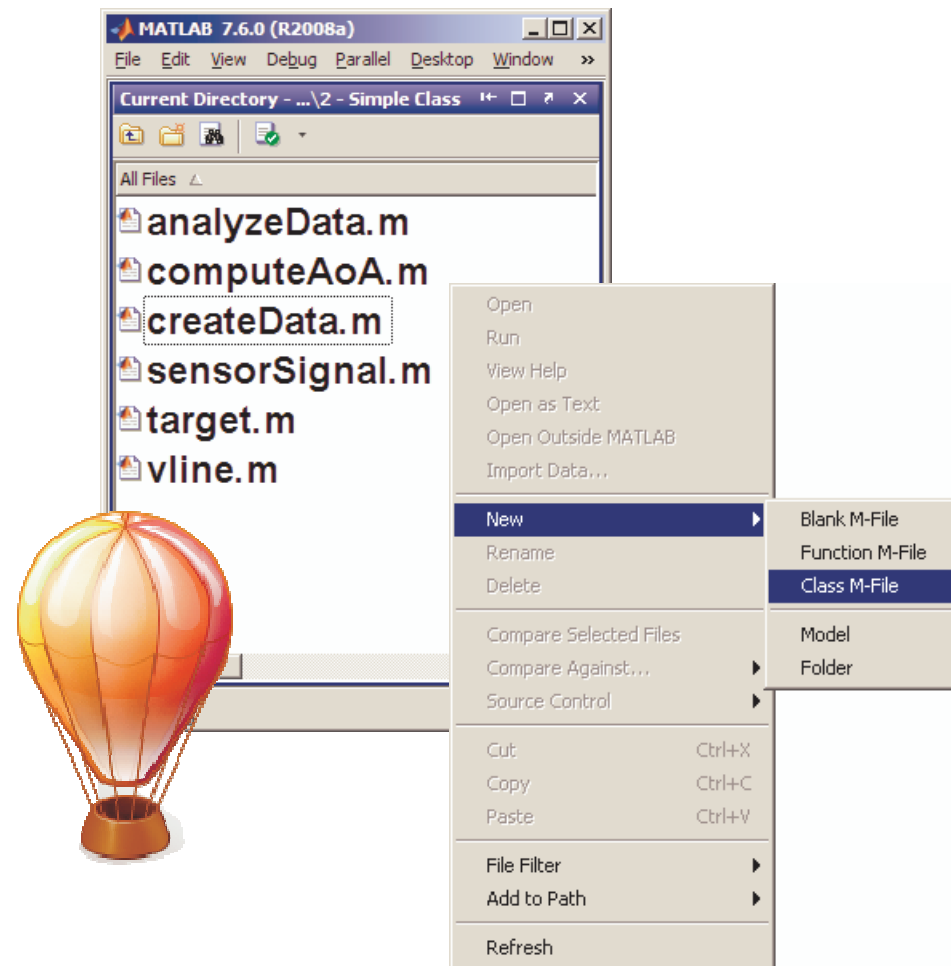 MATLAB 7.6.0 (R2008a)
File Edit View Debug Parallel Desktop Window »
Current Directory - ...\2 - Simple Class
All Files
analyzeData.m
computeAoA.m
createData.m
sensorSignal.m
target.m
vline.m
Open
Run
View Help
Open as Text
Open Outside MATLAB
Import Data...
New
Rename
Delete
Compare Selected Files
Compare Against...
Source Control
Cut Ctrl+X
Copy Ctrl+C
Paste Ctrl+V
File Filter
Add to Path
Refresh
Blank M-File
Function M-File
Class M-File
Model
Folder